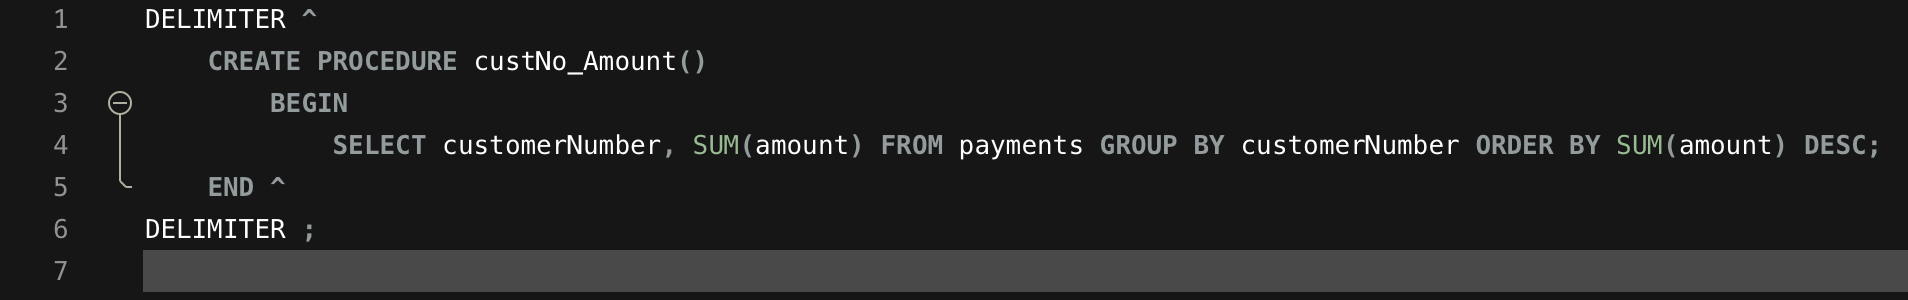 1 DELIMITER ^
2 CREATE PROCEDURE custNo_Amount()
3 BEGIN
4 SELECT customerNumber, SUM(amount) FROM payments GROUP BY customerNumber ORDER BY SUM(amount) DESC;
5 END ^
6 DELIMITER ;
7